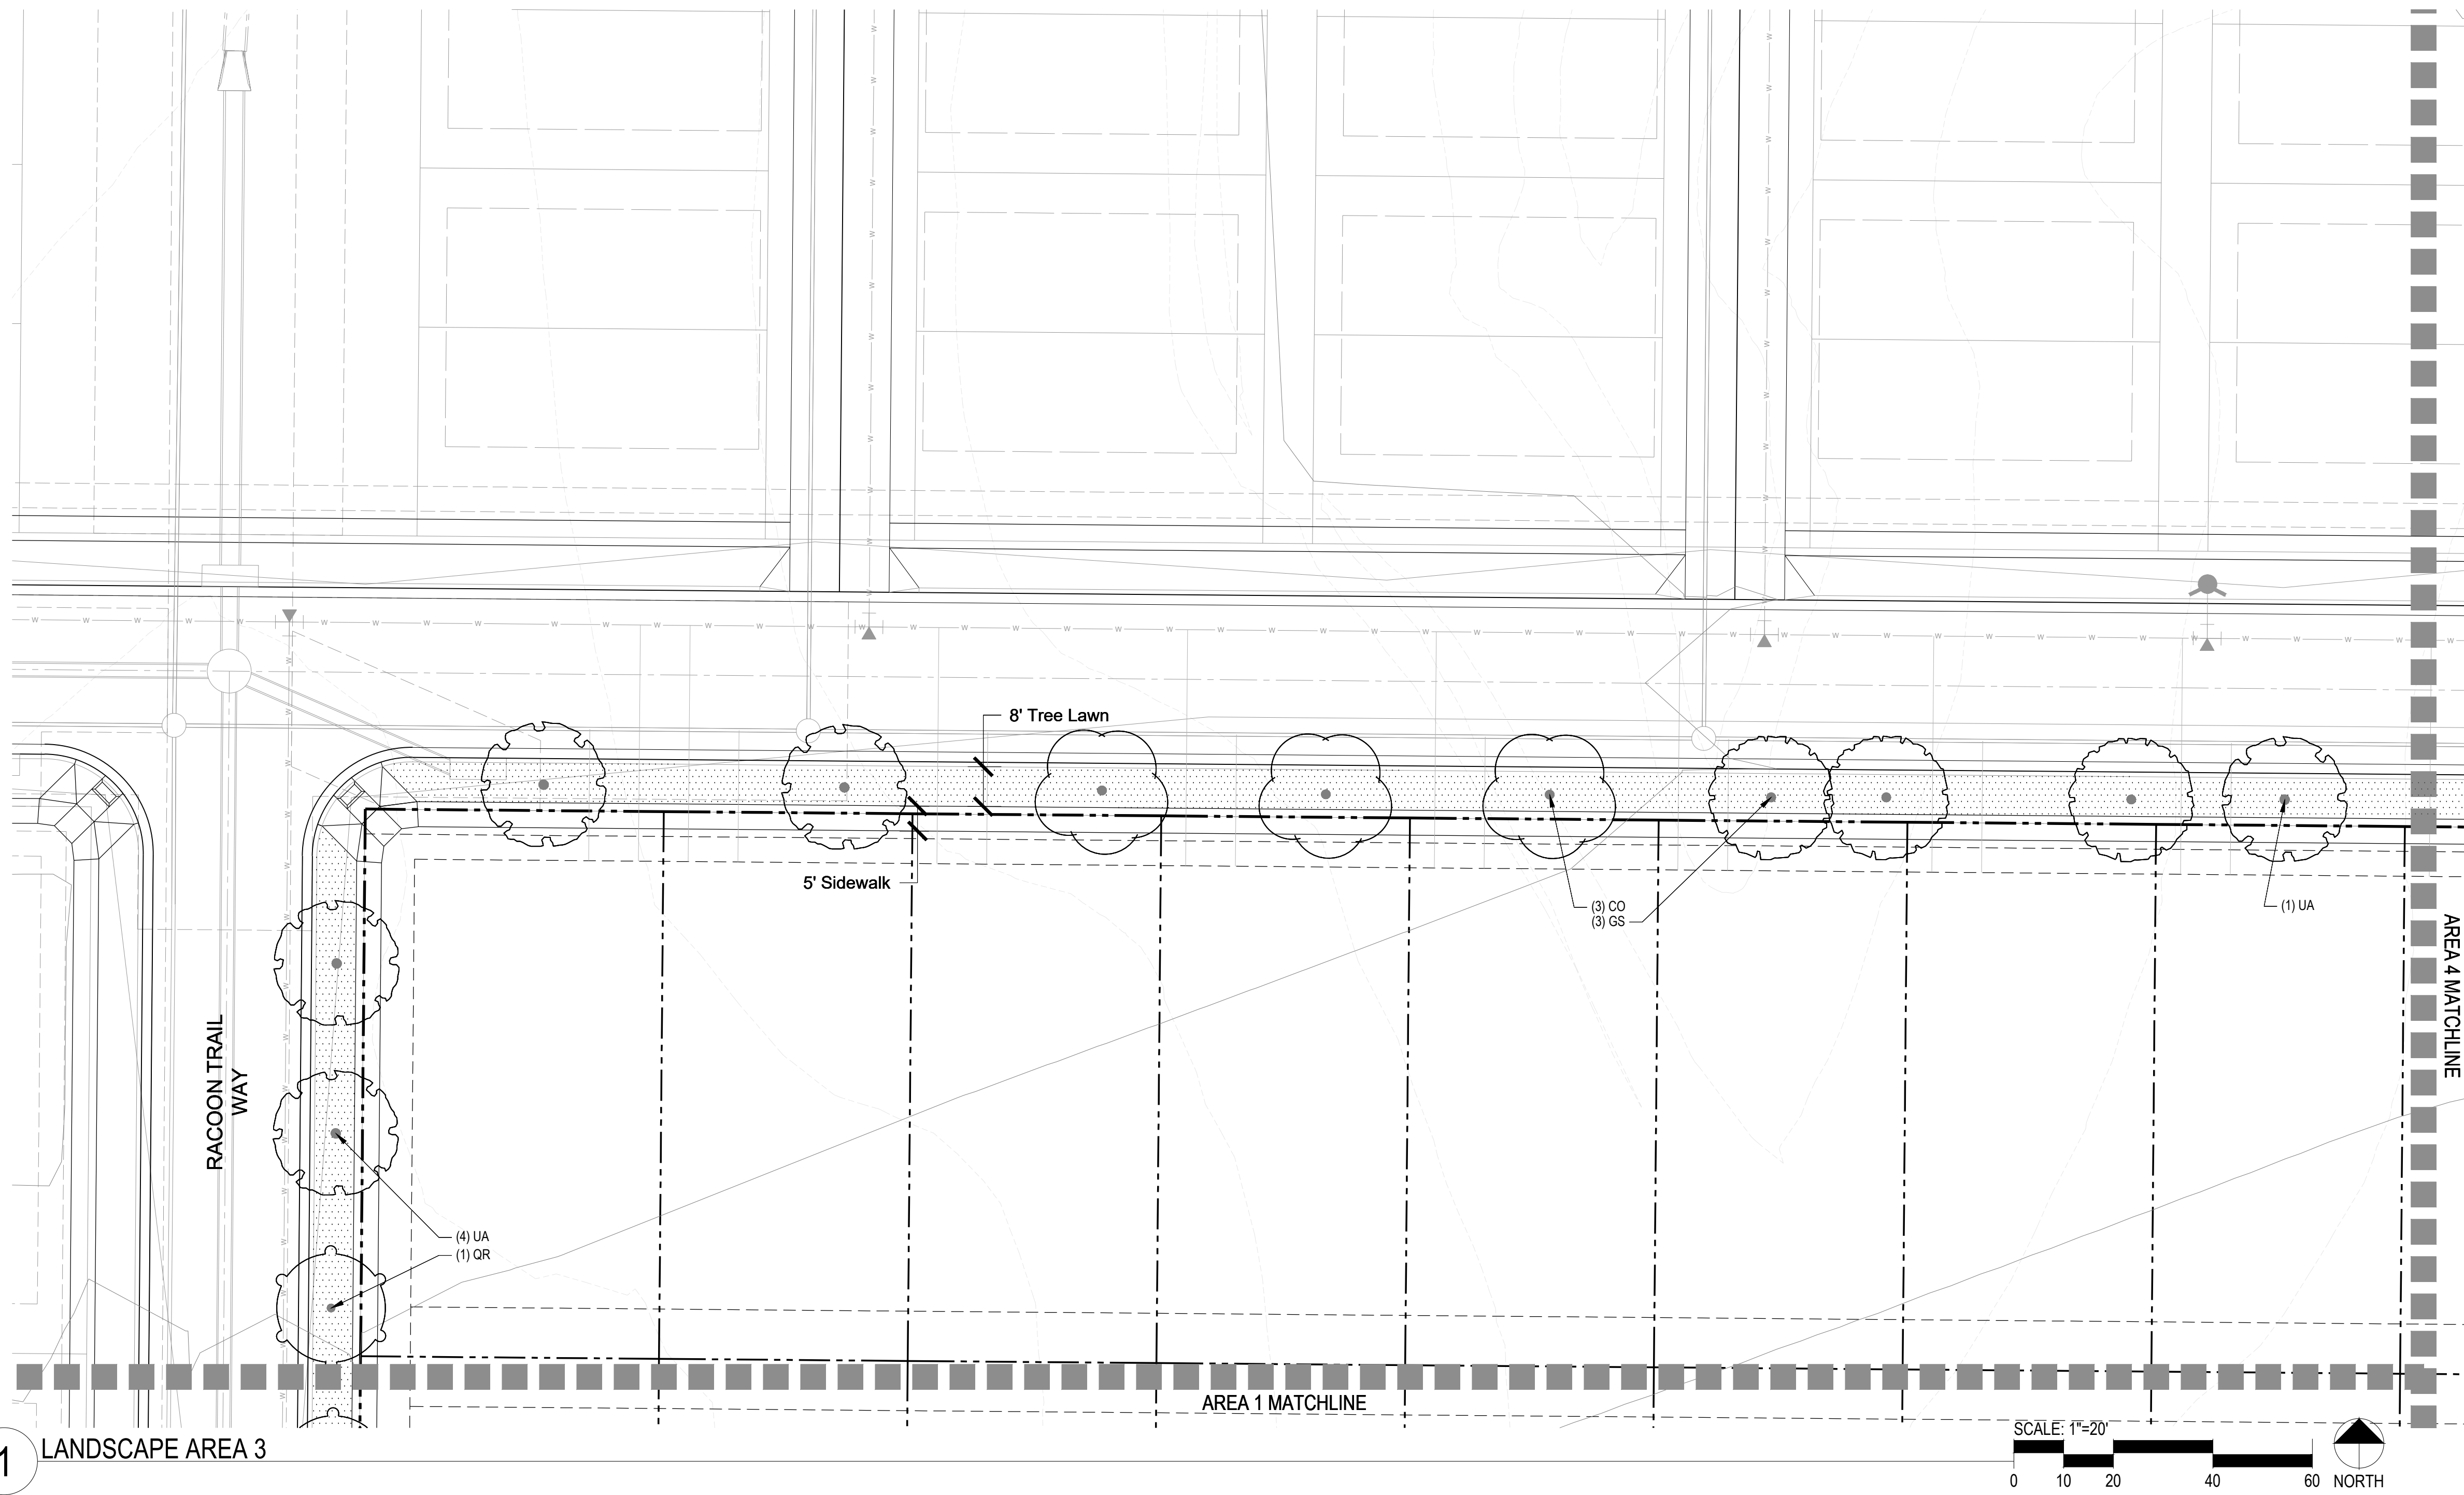 8' Tree Lawn
5' Sidewalk
(3) CO
(3) GS
(1) UA
AREA 4 MATCHLINE
RACOON TRAIL
WAY
(4) UA
(1) QR
AREA 1 MATCHLINE
1
LANDSCAPE AREA 3
SCALE: 1"=20'
0 10 20 40 60
NORTH